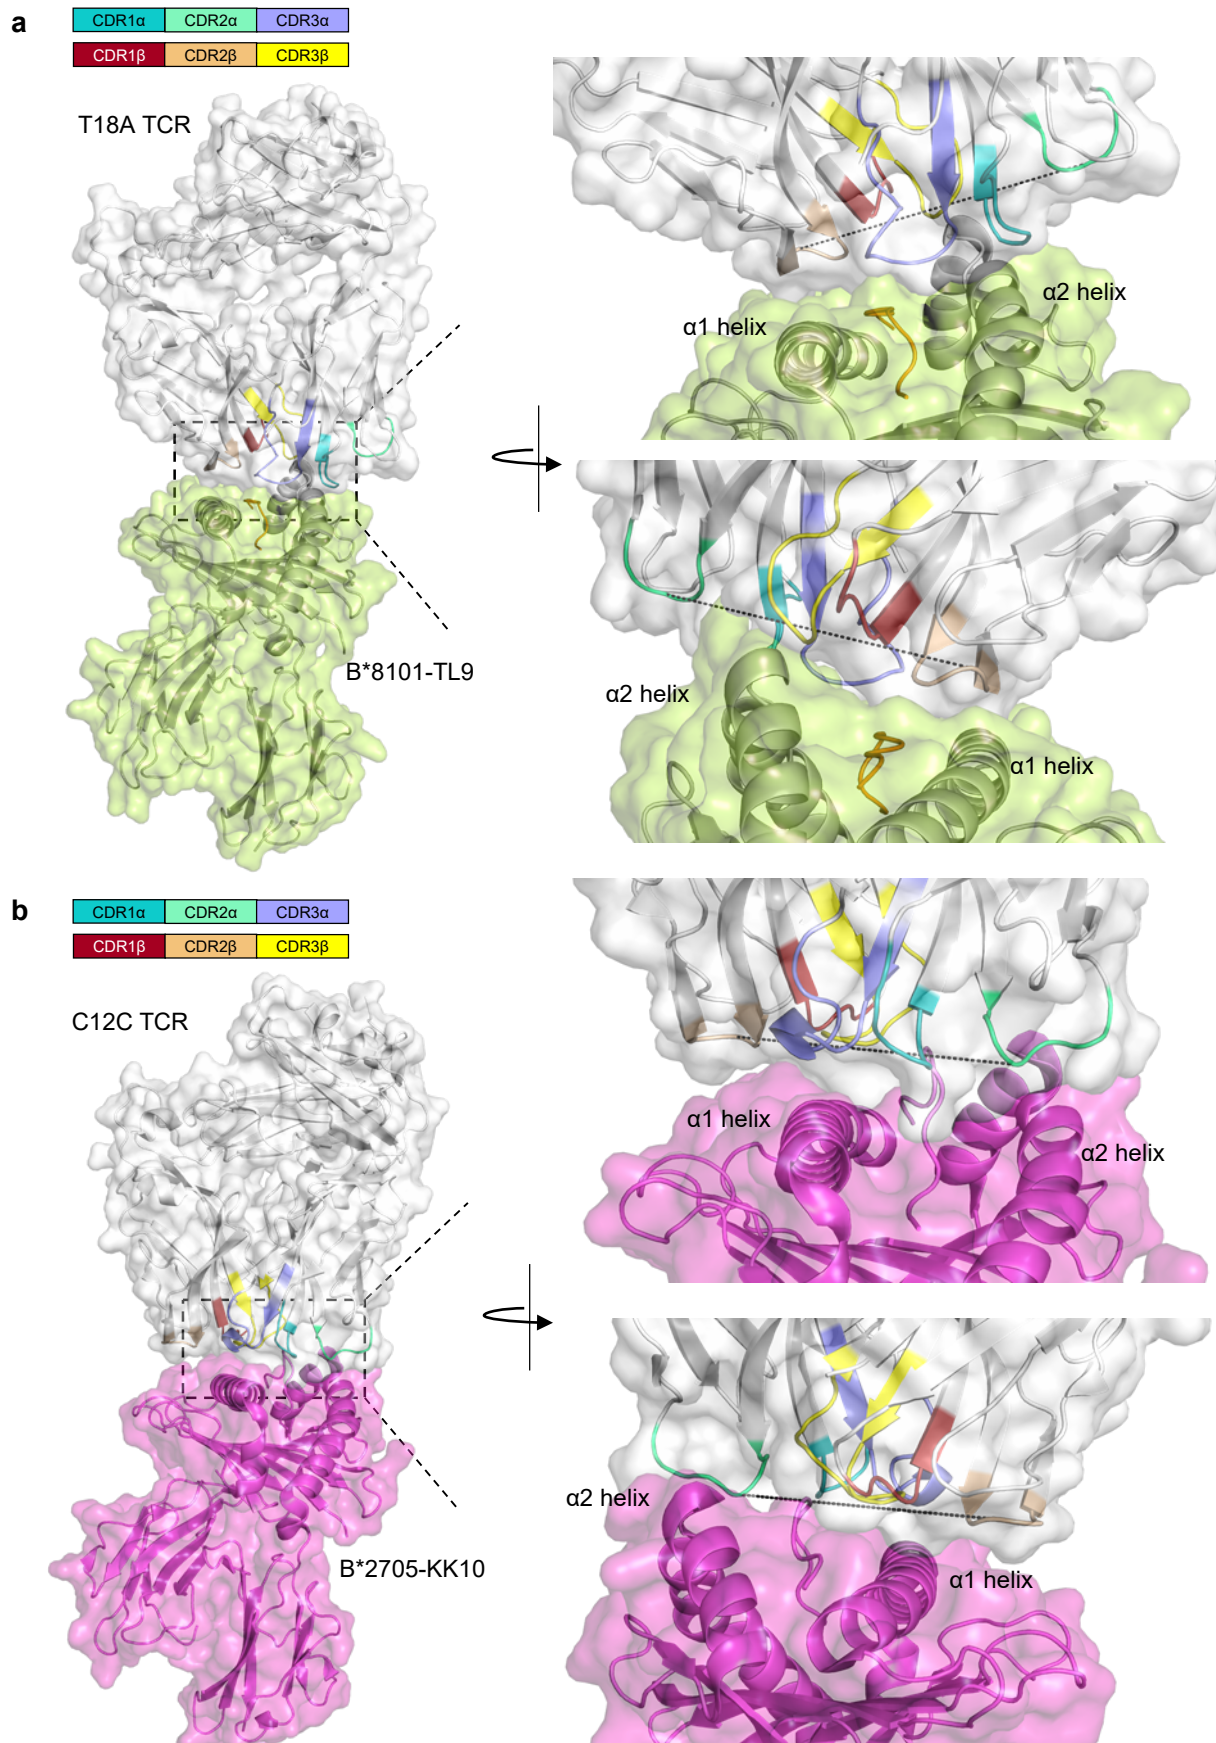 a
CDR1α CDR2α CDR3α
CDR1β CDR2β CDR3β
T18A TCR
α1 helix
α2 helix
B*8101-TL9
α2 helix
α1 helix
b
CDR1α CDR2α CDR3α
CDR1β CDR2β CDR3β
C12C TCR
α1 helix
α2 helix
α2 helix
B*2705-KK10
α1 helix